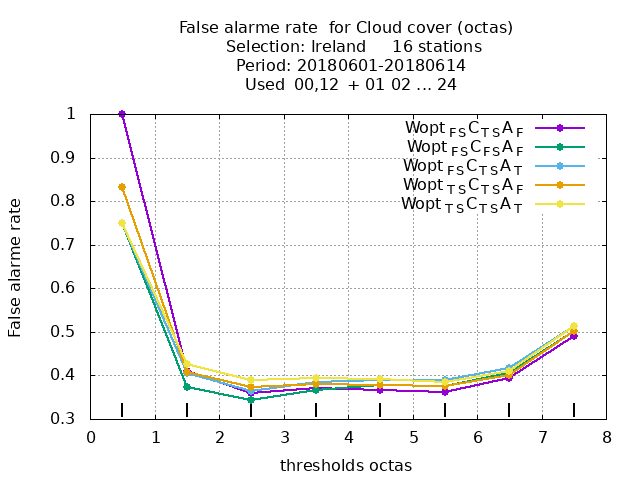 False alarme rate  for Cloud cover (octas)
Selection: Ireland     16 stations
Period: 20180601-20180614
Used  00,12  + 01 02 ... 24
Wopt FS C TS A F
Wopt FS C FS A F
Wopt FS C TS A T
Wopt TS C TS A F
Wopt TS C TS A T
1
0.9
0.8
0.7
0.6
0.5
0.4
0.3
False alarme rate
0 1 2 3 4 5 6 7 8
thresholds octas